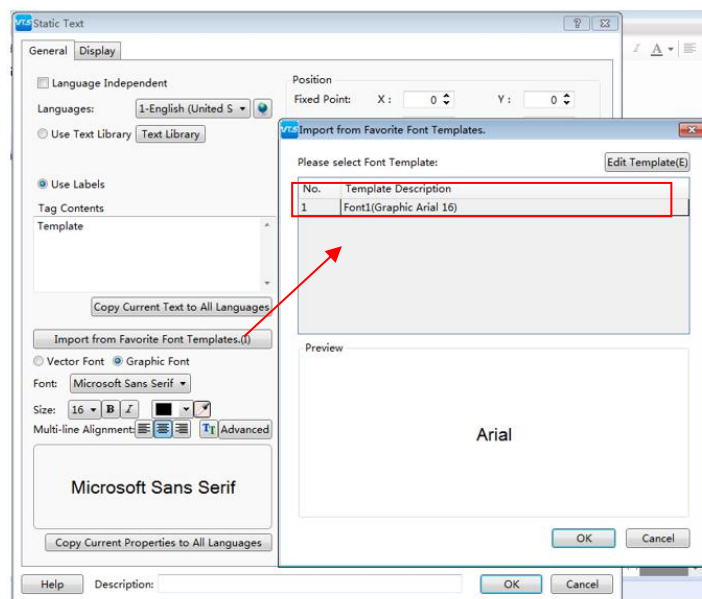 VT.S Static Text
General Display
Language Independent
Languages: 1-English (United S
Use Text Library Text Library
Use Labels
Tag Contents
Template
Copy Current Text to All Languages
Import from Favorite Font Templates.(I)
Vector Font Graphic Font
Font: Microsoft Sans Serif
Size: 16 B I
Multi-line Alignment: TT Advanced
Microsoft Sans Serif
Copy Current Properties to All Languages
Help Description: OK Cancel
Position
Fixed Point: X : 0 Y : 0
I A
VT.S Import from Favorite Font Templates.
Please select Font Template: Edit Template(E)
No. Template Description
1 Font1(Graphic Arial 16)
Preview
Arial
OK Cancel